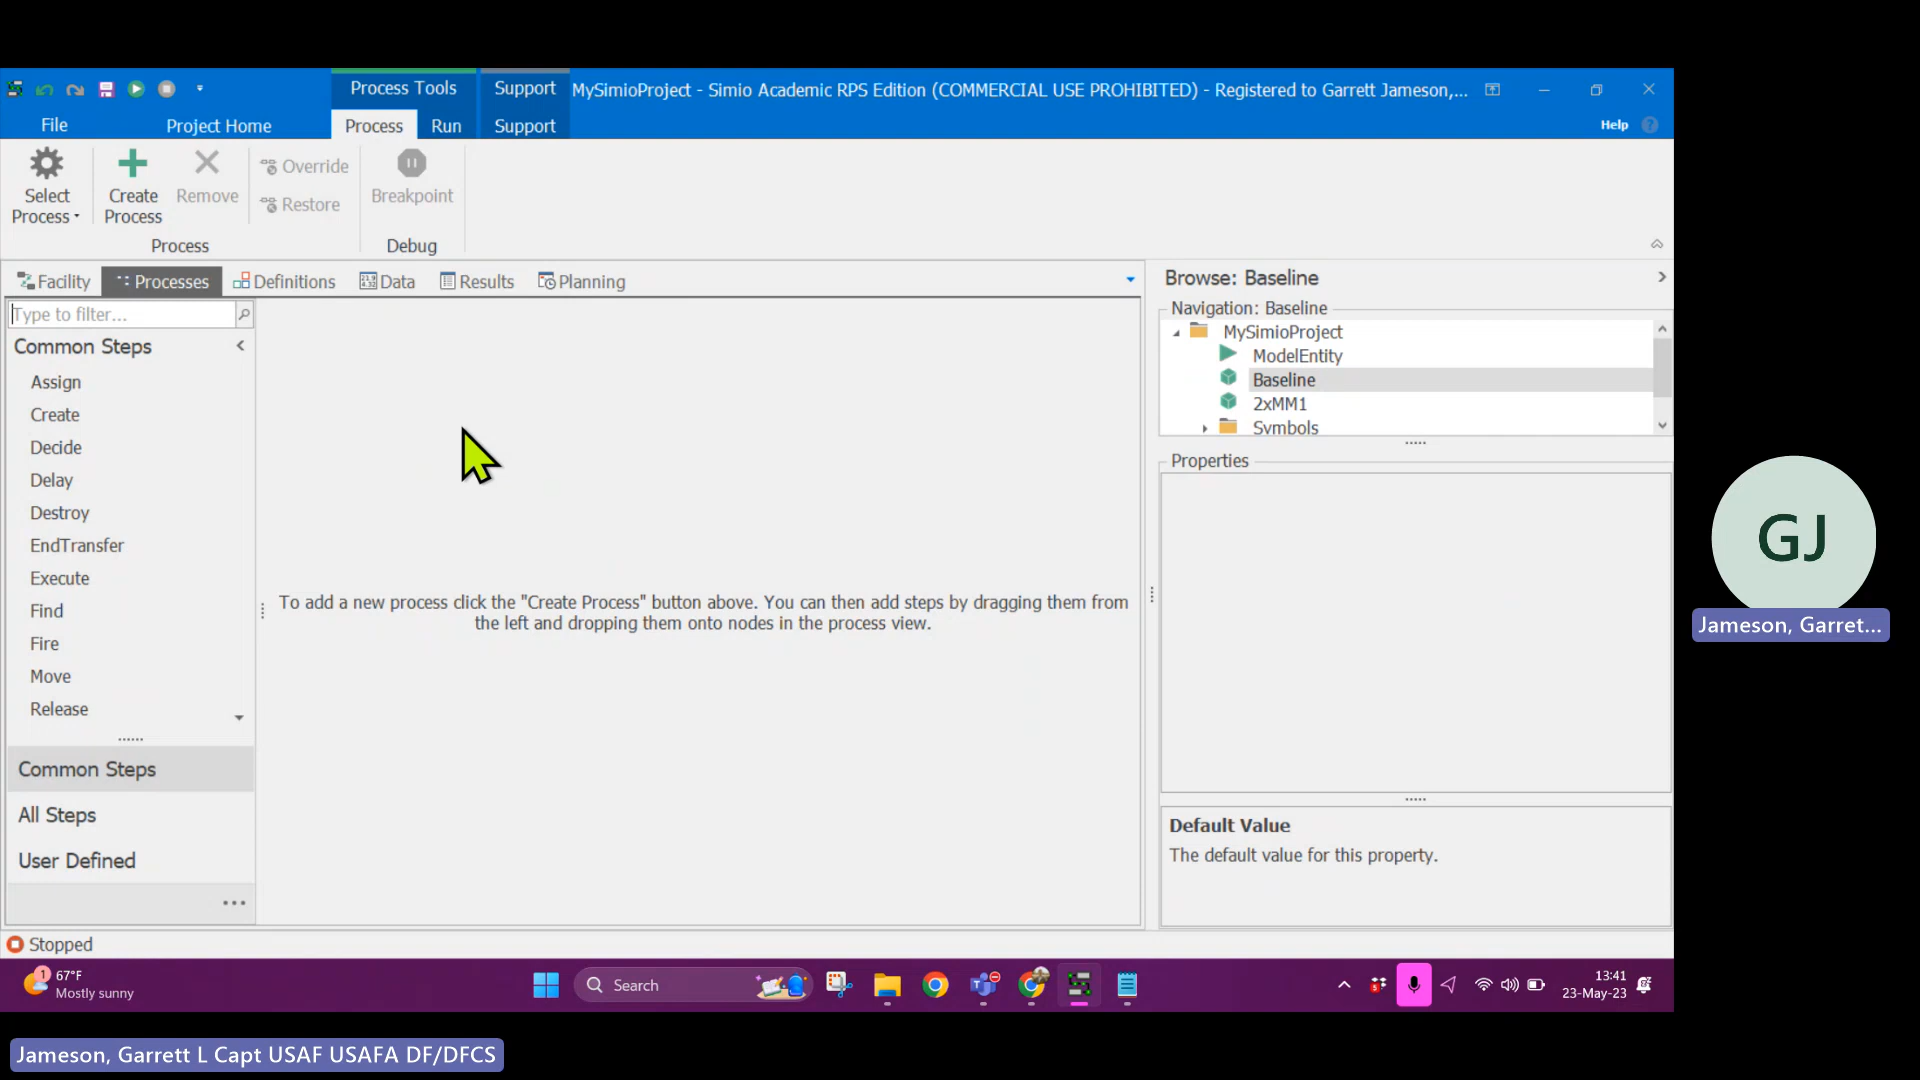 Process Tools
Support
MySimioProject - Simio Academic RPS Edition (COMMERCIAL USE PROHIBITED) - Registered to Garrett Jameson,...
File
Project Home
Process
Run
Support
Help
Select
Process
Create
Process
Remove
Override
Restore
Breakpoint
Process
Debug
Facility
Processes
Definitions
Data
Results
Planning
Type to filter...
Common Steps
Assign
Create
Decide
Delay
Destroy
EndTransfer
Execute
Find
Fire
Move
Release
Common Steps
All Steps
User Defined
To add a new process click the "Create Process" button above. You can then add steps by dragging them from
the left and dropping them onto nodes in the process view.
Browse: Baseline
Navigation: Baseline
MySimioProject
ModelEntity
Baseline
2xMM1
Symbols
Properties
Default Value
The default value for this property.
Stopped
1
67°F
Mostly sunny
Search
13:41
23-May-23
GJ
Jameson, Garret...
Jameson, Garrett L Capt USAF USAFA DF/DFCS